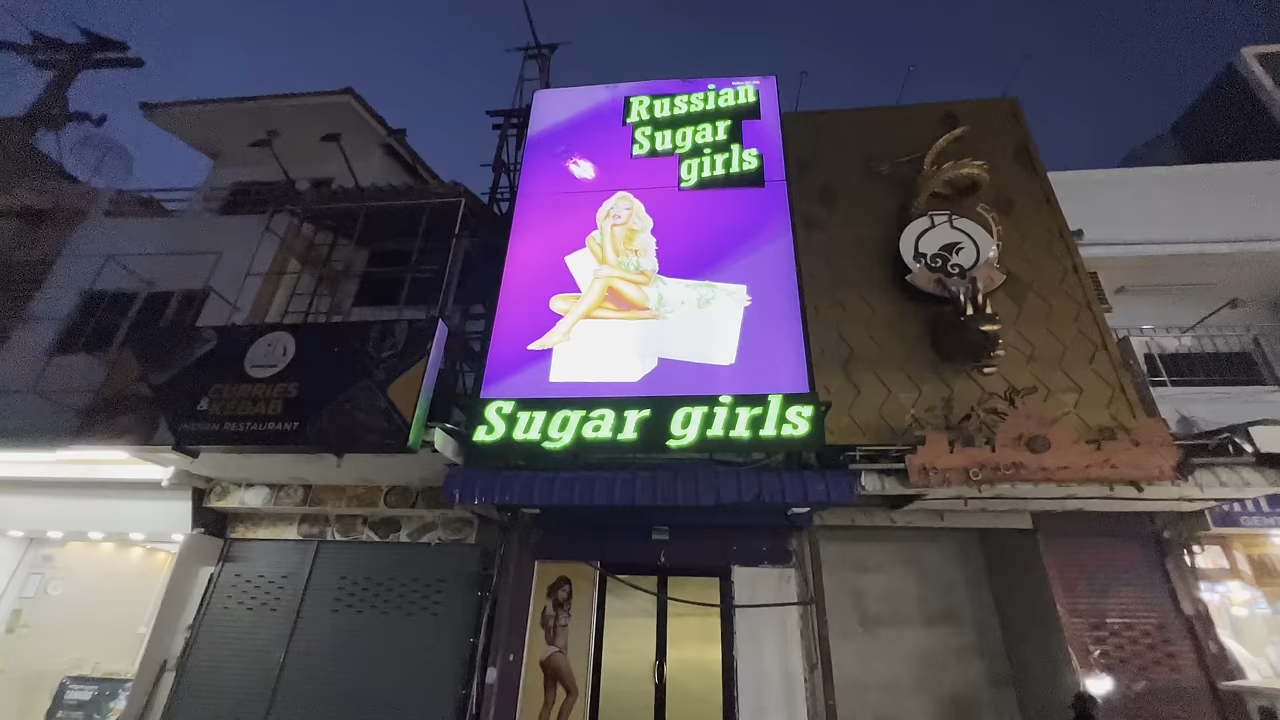 Russian
Sugar
girls
Sugar girls
CURRIES
& KEBAB
INDIAN RESTAURANT